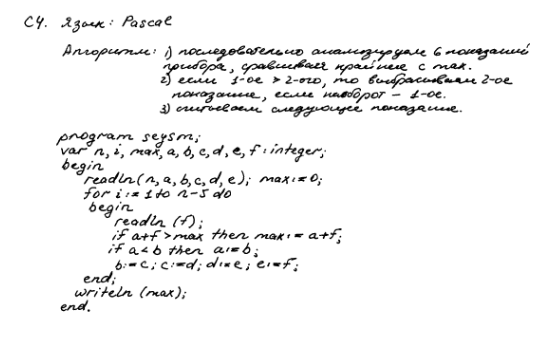 С4. Язык: Pascal
Алгоритм: 1) последовательно анализируем 6 показаний
прибора, сравнивая крайние с max.
2) если 1-ое > 2-ого, то выбрасываем 2-ое
показание, если наоборот – 1-ое.
3) считываем следующее показание.
program seysm;
var n, i, max, a, b, c, d, e, f: integer;
begin
readln(n, a, b, c, d, e); max:=0;
for i:=1 to n-5 do
begin
readln (f);
if a+f>max then max:=a+f;
if a<b then a:=b;
b:=c; c:=d; d:=e; e:=f;
end;
writeln (max);
end.